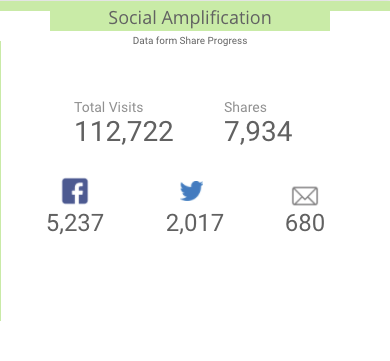 Social Amplification
Data form Share Progress
Total Visits Shares
112,722 7,934
5,237 2,017 680